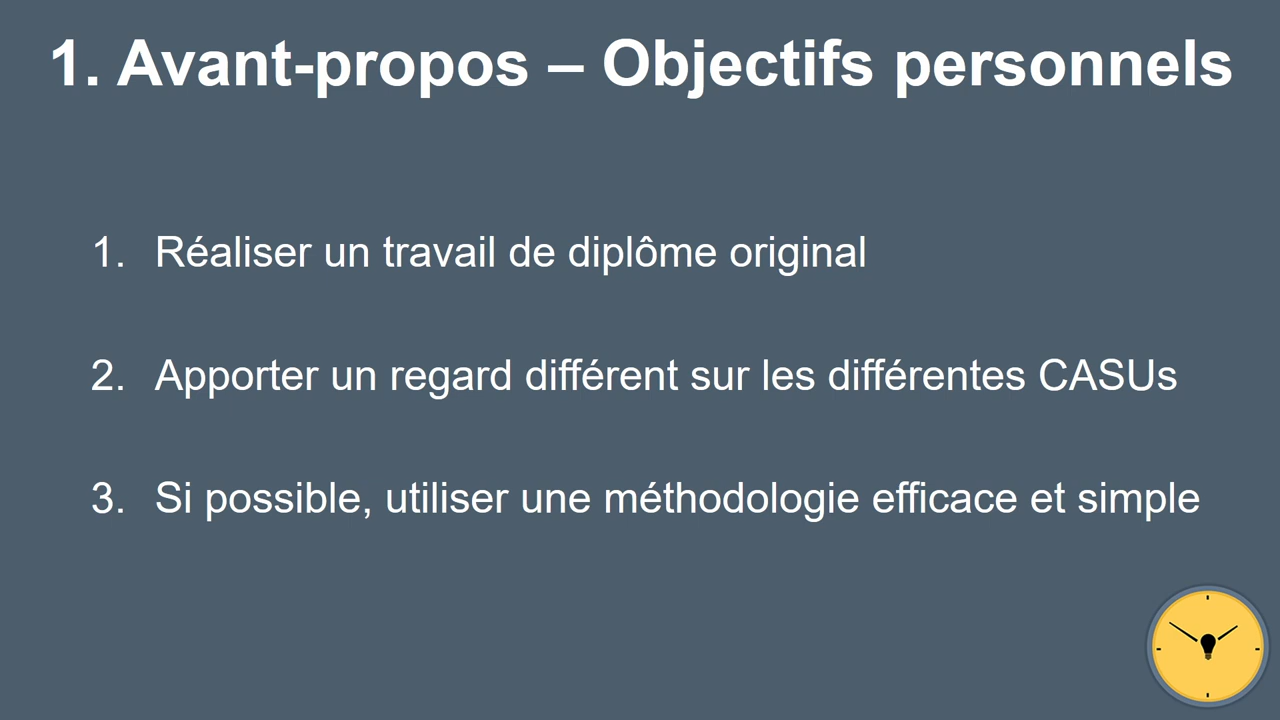 1. Avant-propos – Objectifs personnels
1. Réaliser un travail de diplôme original
2. Apporter un regard différent sur les différentes CASUs
3. Si possible, utiliser une méthodologie efficace et simple